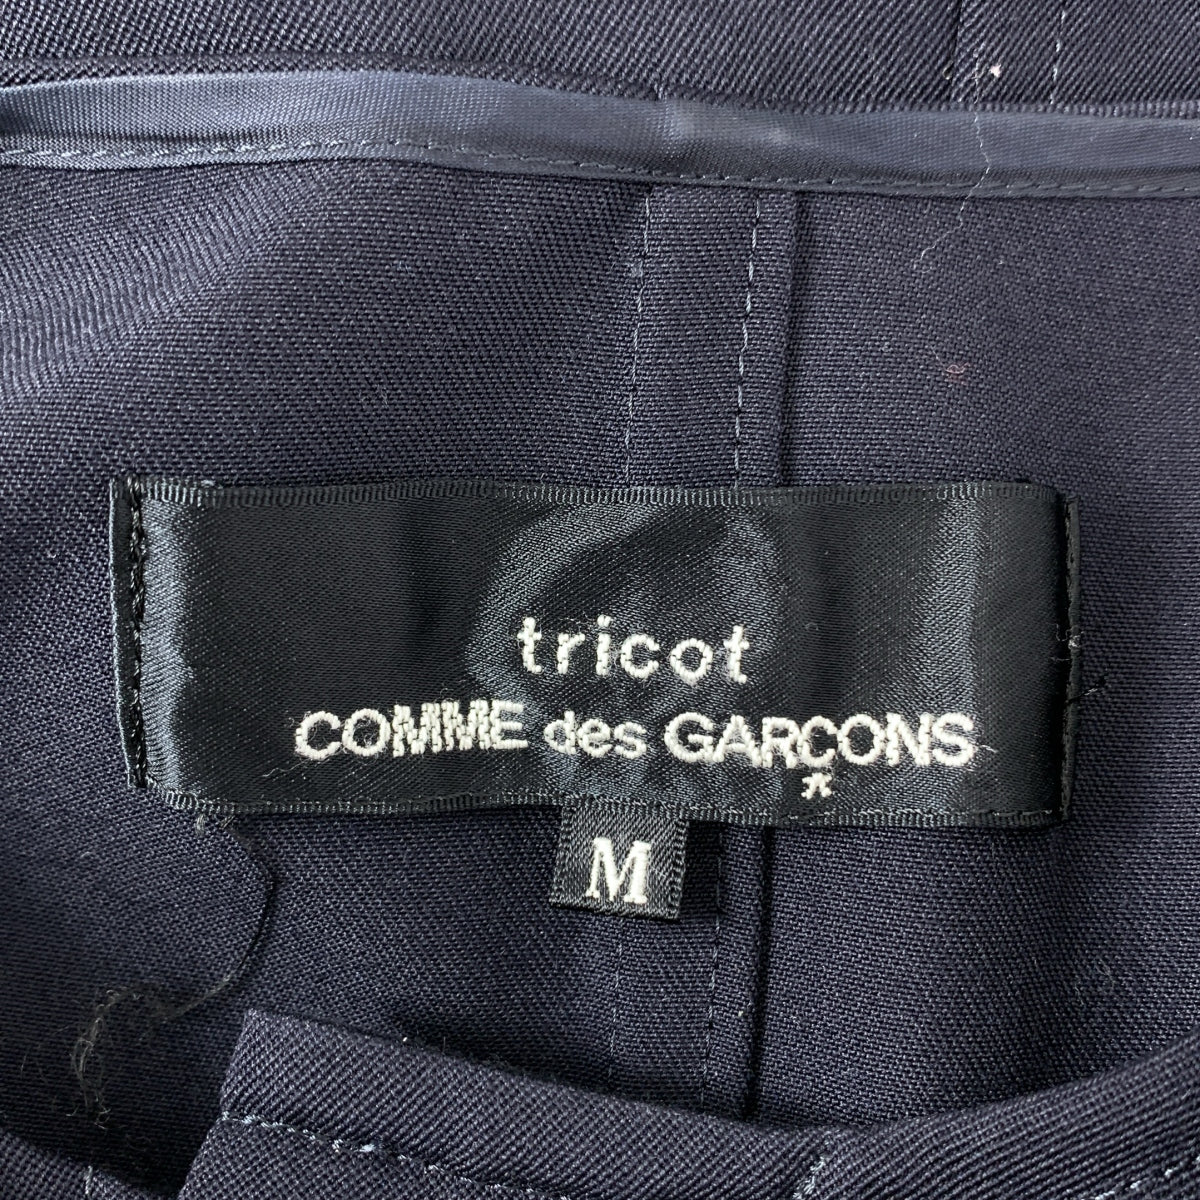 tricot
COMME des GARÇONS
*
M